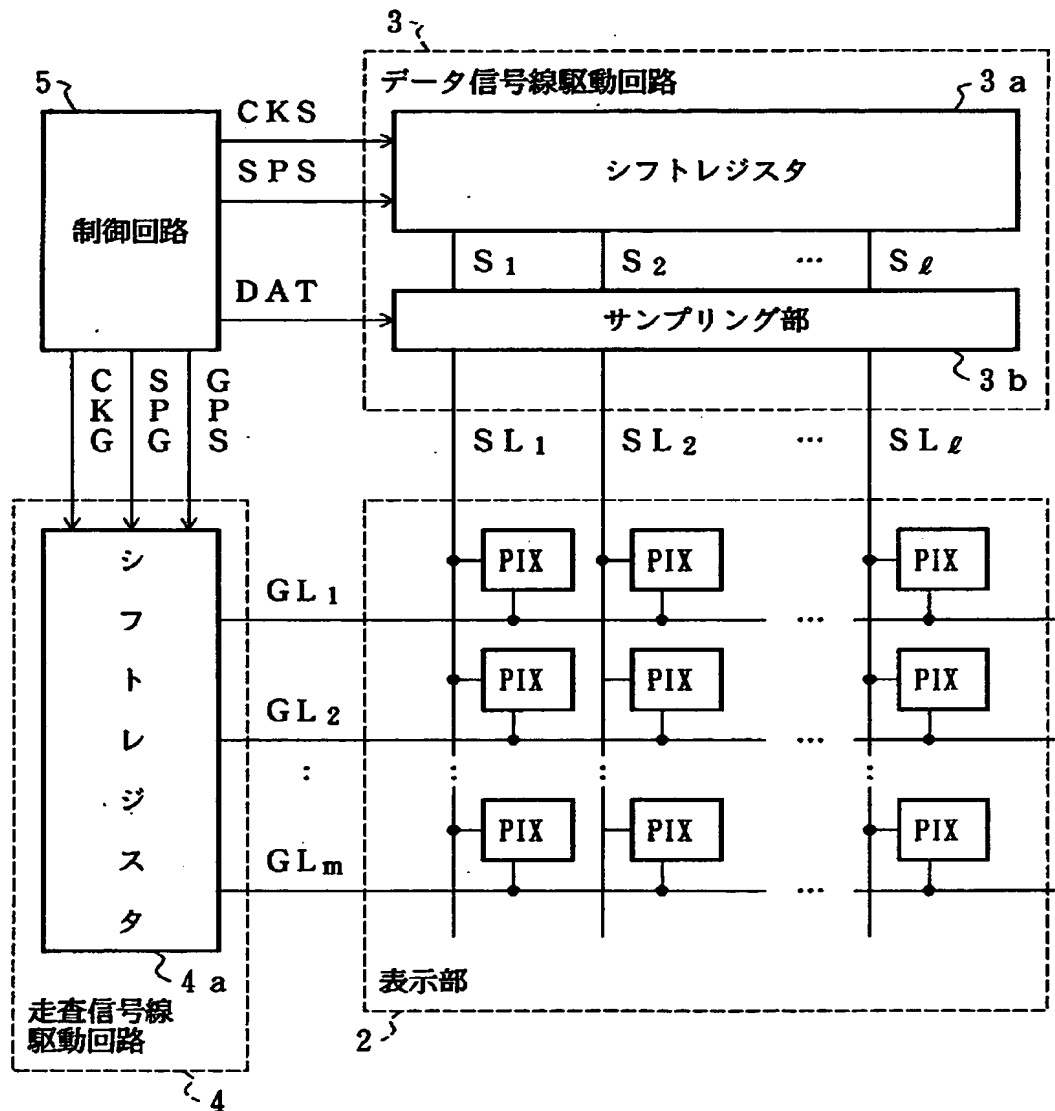 3
データ信号線駆動回路
5
3a
CKS
シフトレジスタ
SPS
制御回路
S1 S2 … Sℓ
DAT
サンプリング部
3b
CKG SPG GPS
SL1 SL2 … SLℓ
シフトレジスタ
PIX PIX PIX
GL1 …
PIX PIX PIX
GL2 …
: : : :
PIX PIX PIX
GLm …
4a
表示部
走査信号線
駆動回路
2
4